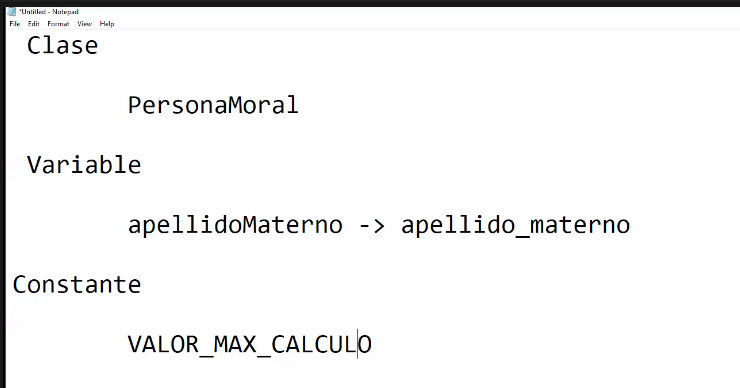 *Untitled - Notepad
File Edit Format View Help
Clase
PersonaMoral
Variable
apellidoMaterno -> apellido_materno
Constante
VALOR_MAX_CALCULO